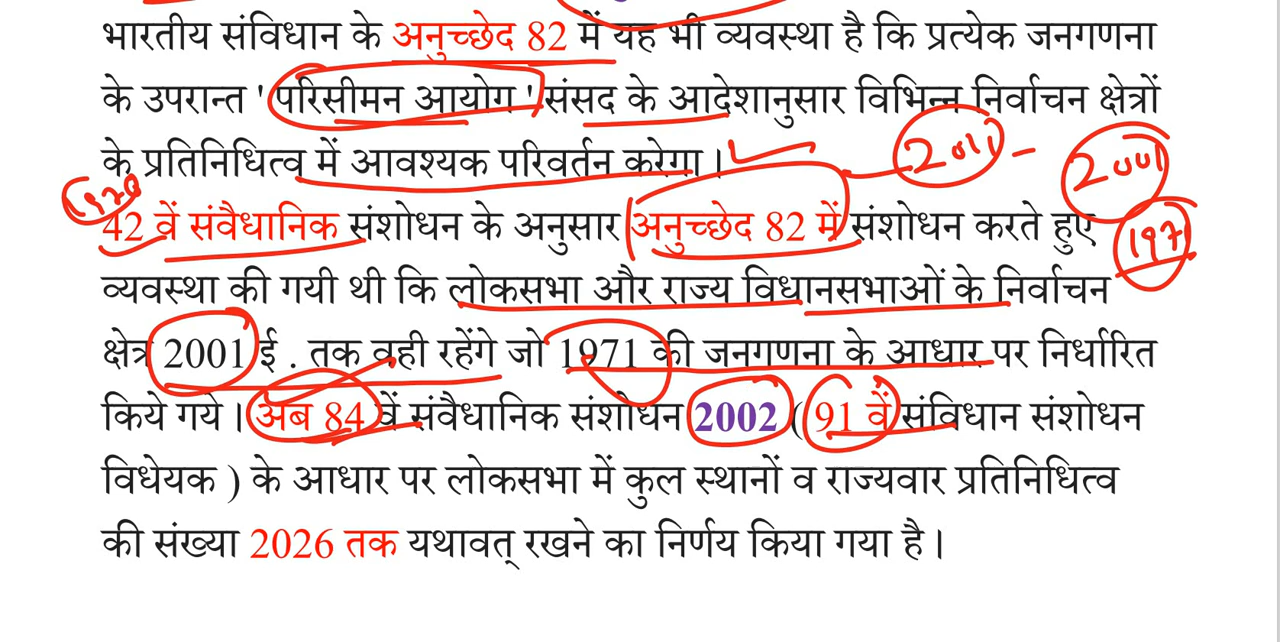 भारतीय संविधान के अनुच्छेद 82 में यह भी व्यवस्था है कि प्रत्येक जनगणना
के उपरान्त ' परिसीमन आयोग ' संसद के आदेशानुसार विभिन्न निर्वाचन क्षेत्रों
के प्रतिनिधित्व में आवश्यक परिवर्तन करेगा ।
2011 -
2001
42 वें संवैधानिक संशोधन के अनुसार अनुच्छेद 82 में संशोधन करते हुए
1971
व्यवस्था की गयी थी कि लोकसभा और राज्य विधानसभाओं के निर्वाचन
क्षेत्र 2001 ई . तक वही रहेंगे जो 1971 की जनगणना के आधार पर निर्धारित
किये गये । अब 84 वें संवैधानिक संशोधन 2002 ( 91 वें संविधान संशोधन
विधेयक ) के आधार पर लोकसभा में कुल स्थानों व राज्यवार प्रतिनिधित्व
की संख्या 2026 तक यथावत् रखने का निर्णय किया गया है ।